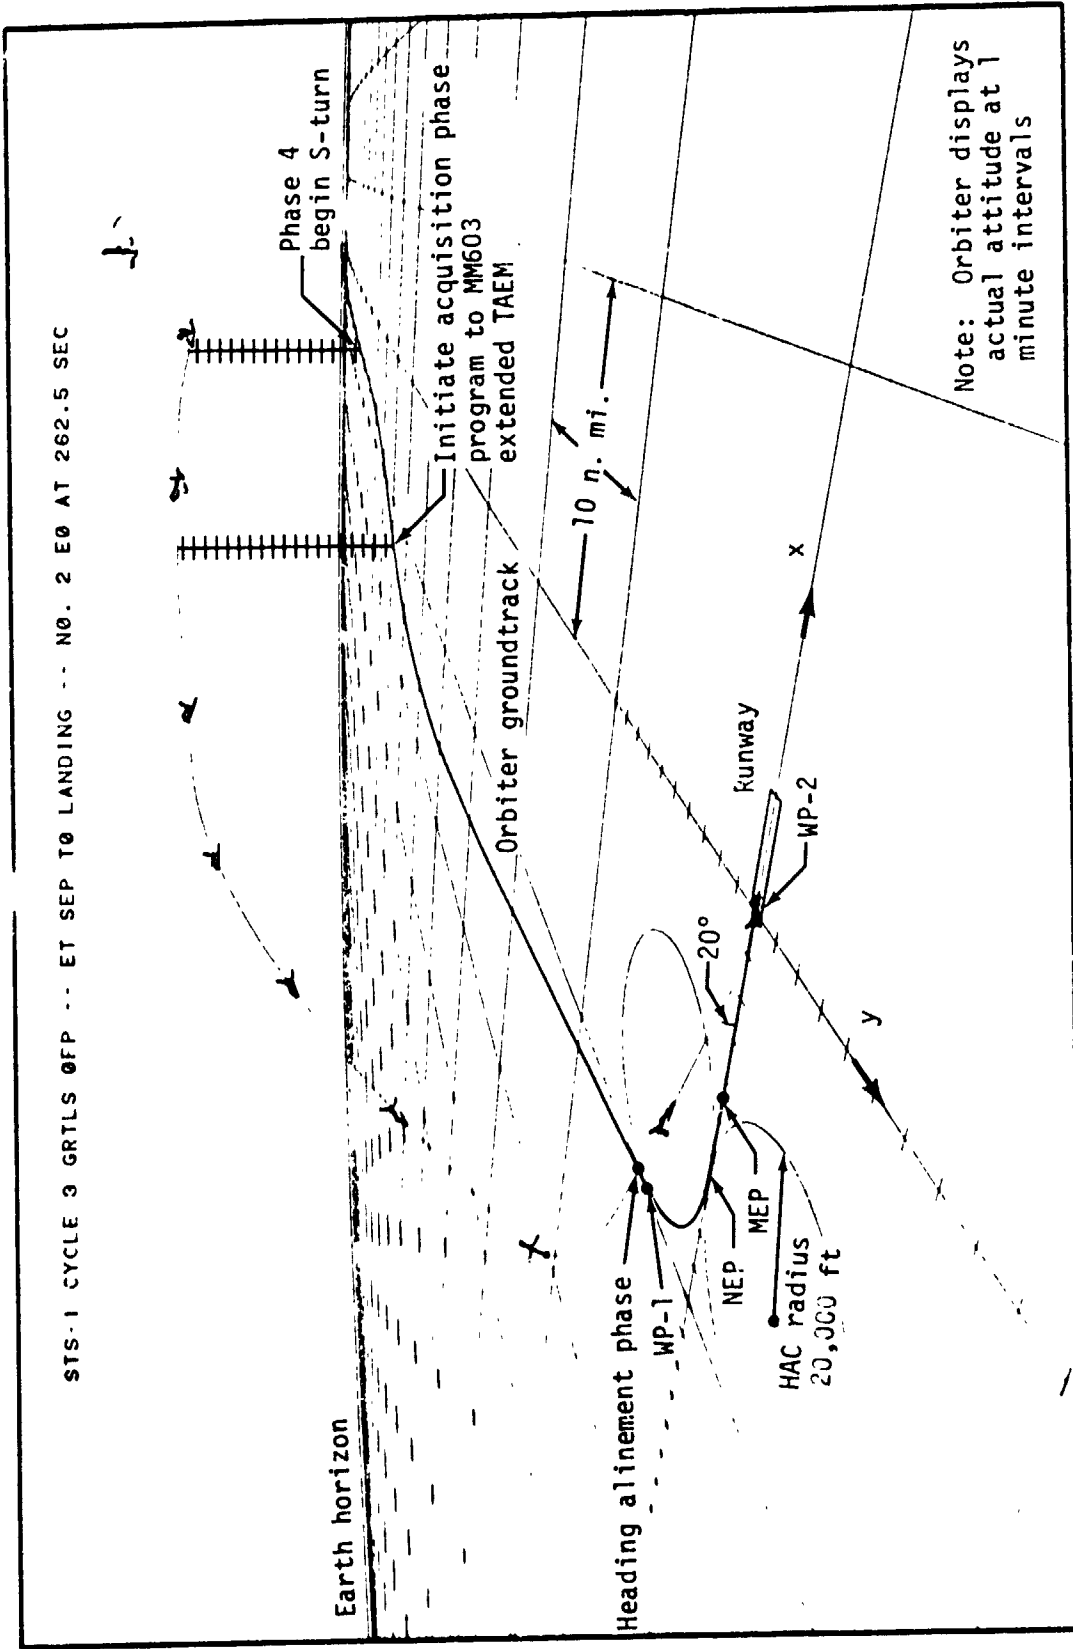 STS-1 CYCLE 3 GRTLS OFP -- ET SEP TO LANDING -- NO. 2 EO AT 262.5 SEC
Phase 4
begin S-turn
Earth horizon
Initiate acquisition phase
program to MM603
extended TAEM
Orbiter groundtrack
10 n. mi.
Heading alinement phase
WP-1
NEP
MEP
20°
HAC radius
20,000 ft
Runway
WP-2
x
y
Note: Orbiter displays
actual attitude at 1
minute intervals